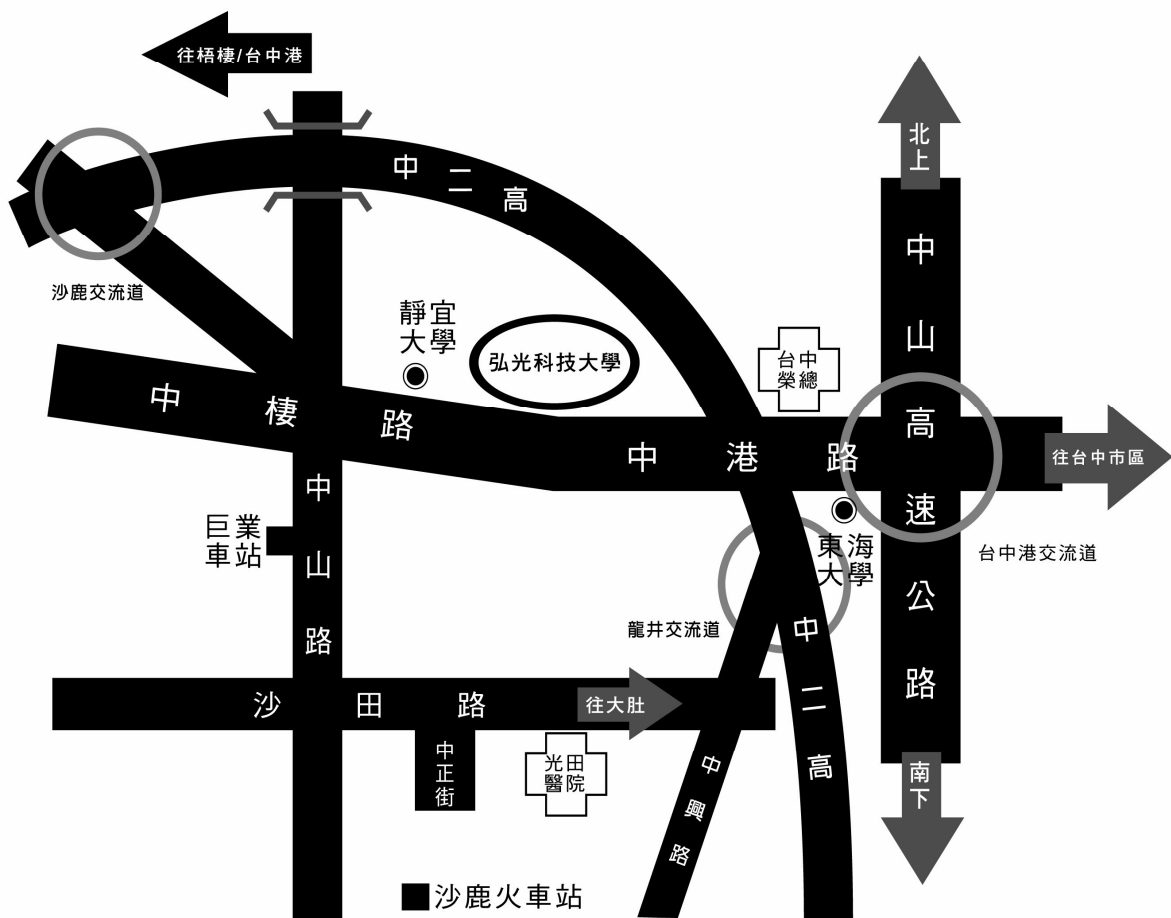 往梧棲/台中港
北上
中二高
中山高速公路
沙鹿交流道
靜宜
大學
弘光科技大學
台中
榮總
中棲路
中港路
往台中市區
中山路
巨業
車站
東海
大學
台中港交流道
龍井交流道
中二高
沙田路
往大肚
中正街
光田
醫院
中興路
南下
沙鹿火車站